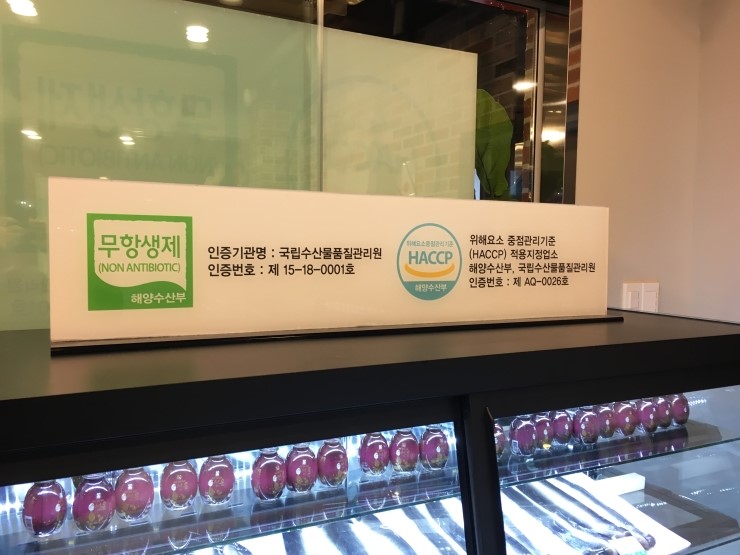 무항생제
(NON ANTIBIOTIC)
해양수산부
인증기관명 : 국립수산물품질관리원
인증번호 : 제 15-18-0001호
위해요소중점관리기준
HACCP
해양수산부
위해요소 중점관리기준
(HACCP) 적용지정업소
해양수산부, 국립수산물품질관리원
인증번호 : 제 AQ-0026호